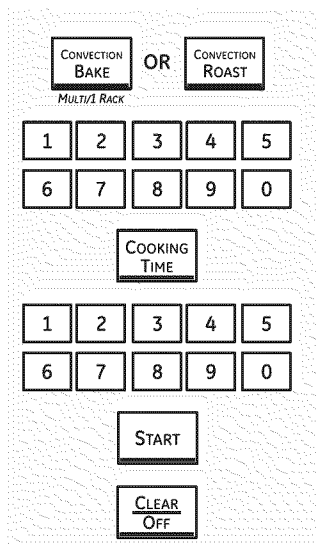 CONVECTION BAKE OR CONVECTION ROAST
MULTI/1 RACK
1 2 3 4 5
6 7 8 9 0
COOKING
TIME
1 2 3 4 5
6 7 8 9 0
START
CLEAR
OFF